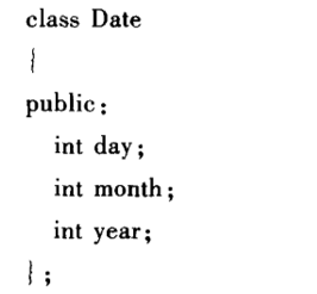 class Date
{
public:
int day;
int month;
int year;
};